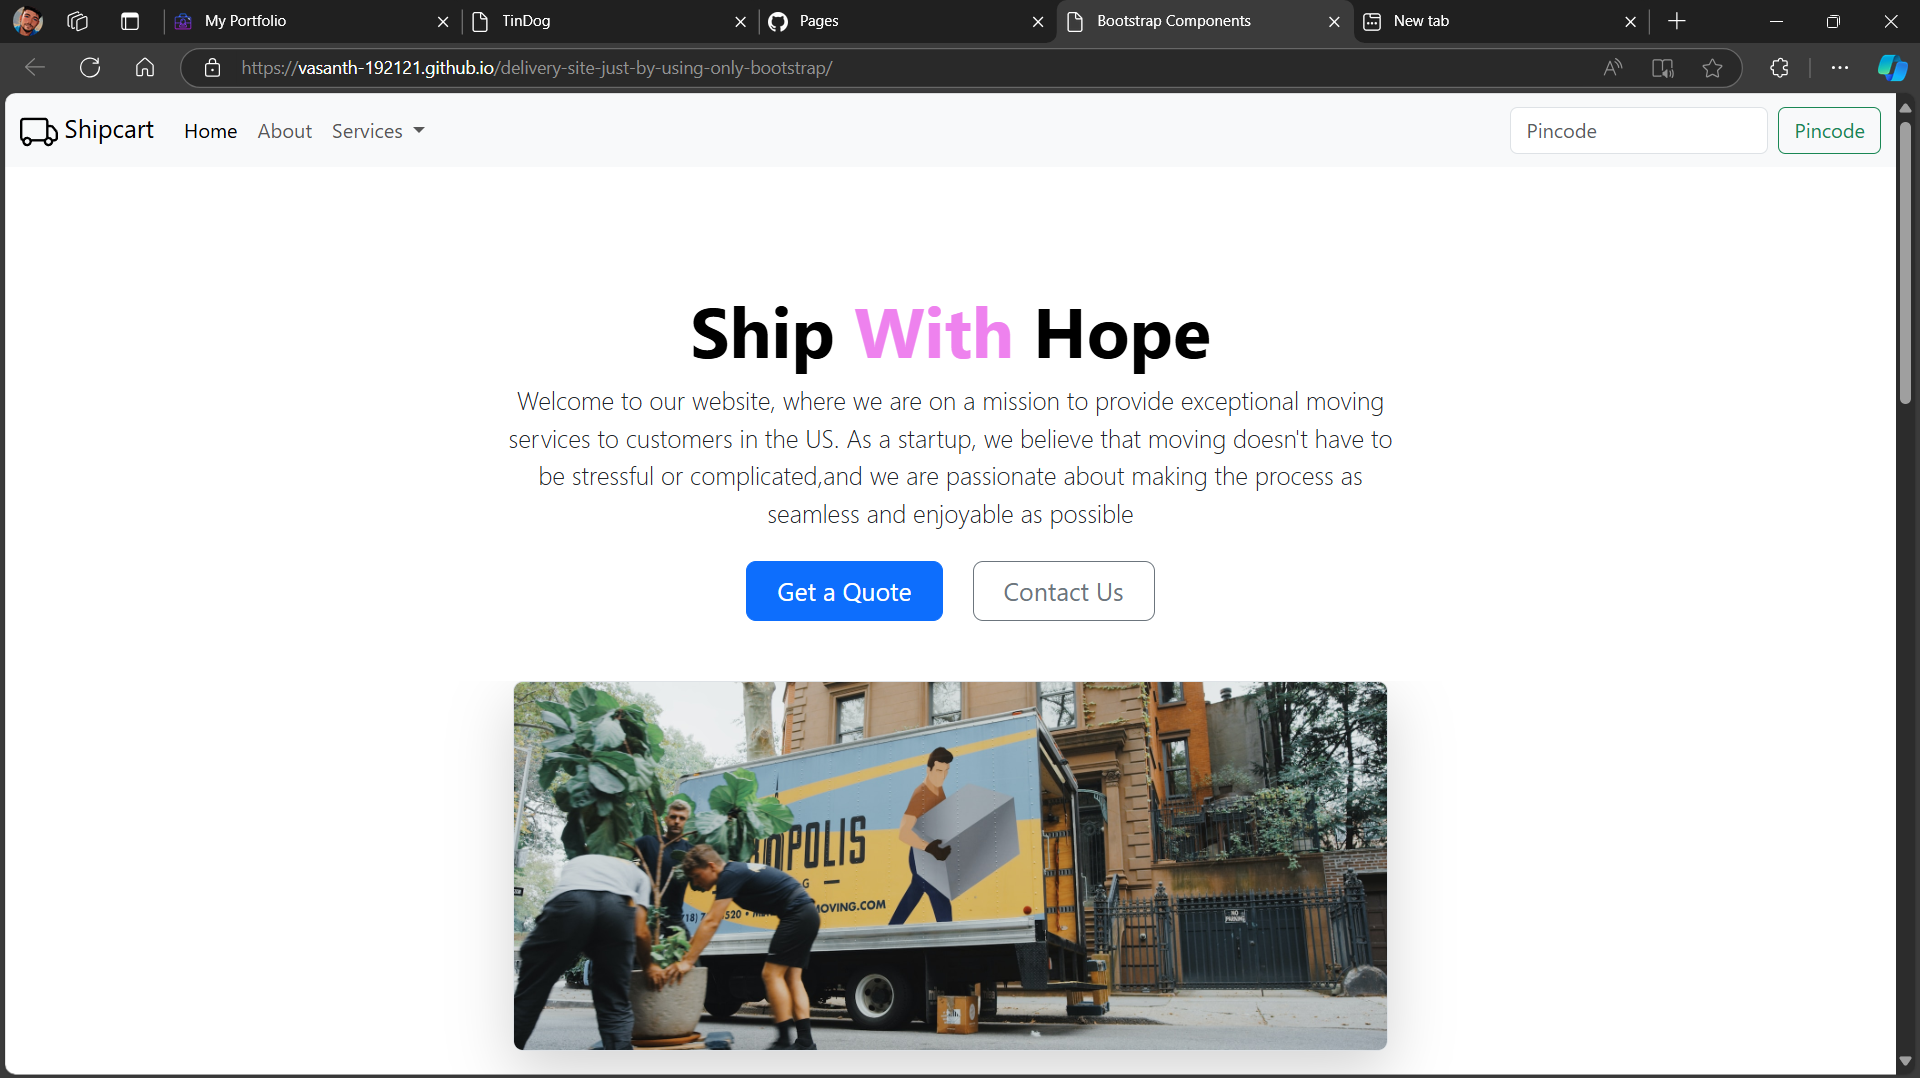 My Portfolio
TinDog
Pages
Bootstrap Components
New tab
https://vasanth-192121.github.io/delivery-site-just-by-using-only-bootstrap/
Shipcart
Home
About
Services
Pincode
Pincode
Ship With Hope
Welcome to our website, where we are on a mission to provide exceptional moving
services to customers in the US. As a startup, we believe that moving doesn't have to
be stressful or complicated,and we are passionate about making the process as
seamless and enjoyable as possible
Get a Quote
Contact Us
POLIS
MOVING.COM
NO
PARKING